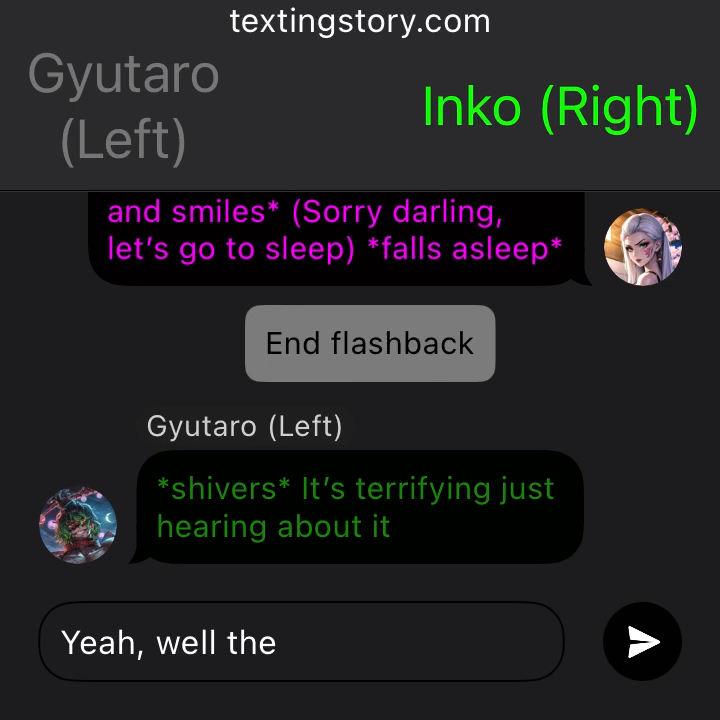 textingstory.com
Gyutaro
(Left)
Inko (Right)
and smiles* (Sorry darling,
let’s go to sleep) *falls asleep*
End flashback
Gyutaro (Left)
*shivers* It’s terrifying just
hearing about it
Yeah, well the